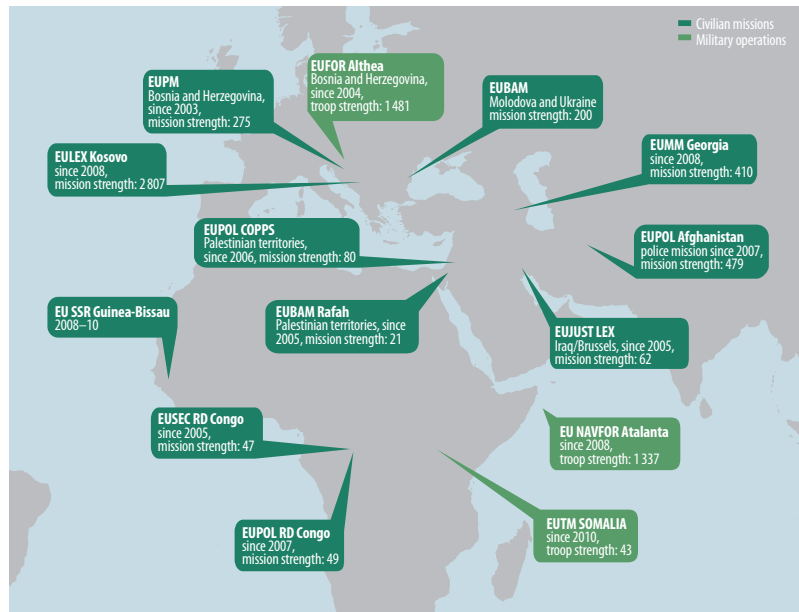 Civilian missions
Military operations
EUFOR Althea
Bosnia and Herzegovina,
since 2004,
troop strength: 1 481
EUPM
Bosnia and Herzegovina,
since 2003,
mission strength: 275
EUBAM
Molodova and Ukraine
mission strength: 200
EULEX Kosovo
since 2008,
mission strength: 2 807
EUMM Georgia
since 2008,
mission strength: 410
EUPOL COPPS
Palestinian territories,
since 2006, mission strength: 80
EUPOL Afghanistan
police mission since 2007,
mission strength: 479
EU SSR Guinea-Bissau
2008–10
EUBAM Rafah
Palestinian territories, since
2005, mission strength: 21
EUJUST LEX
Iraq/Brussels, since 2005,
mission strength: 62
EUSEC RD Congo
since 2005,
mission strength: 47
EU NAVFOR Atalanta
since 2008,
troop strength: 1 337
EUPOL RD Congo
since 2007,
mission strength: 49
EUTM SOMALIA
since 2010,
troop strength: 43